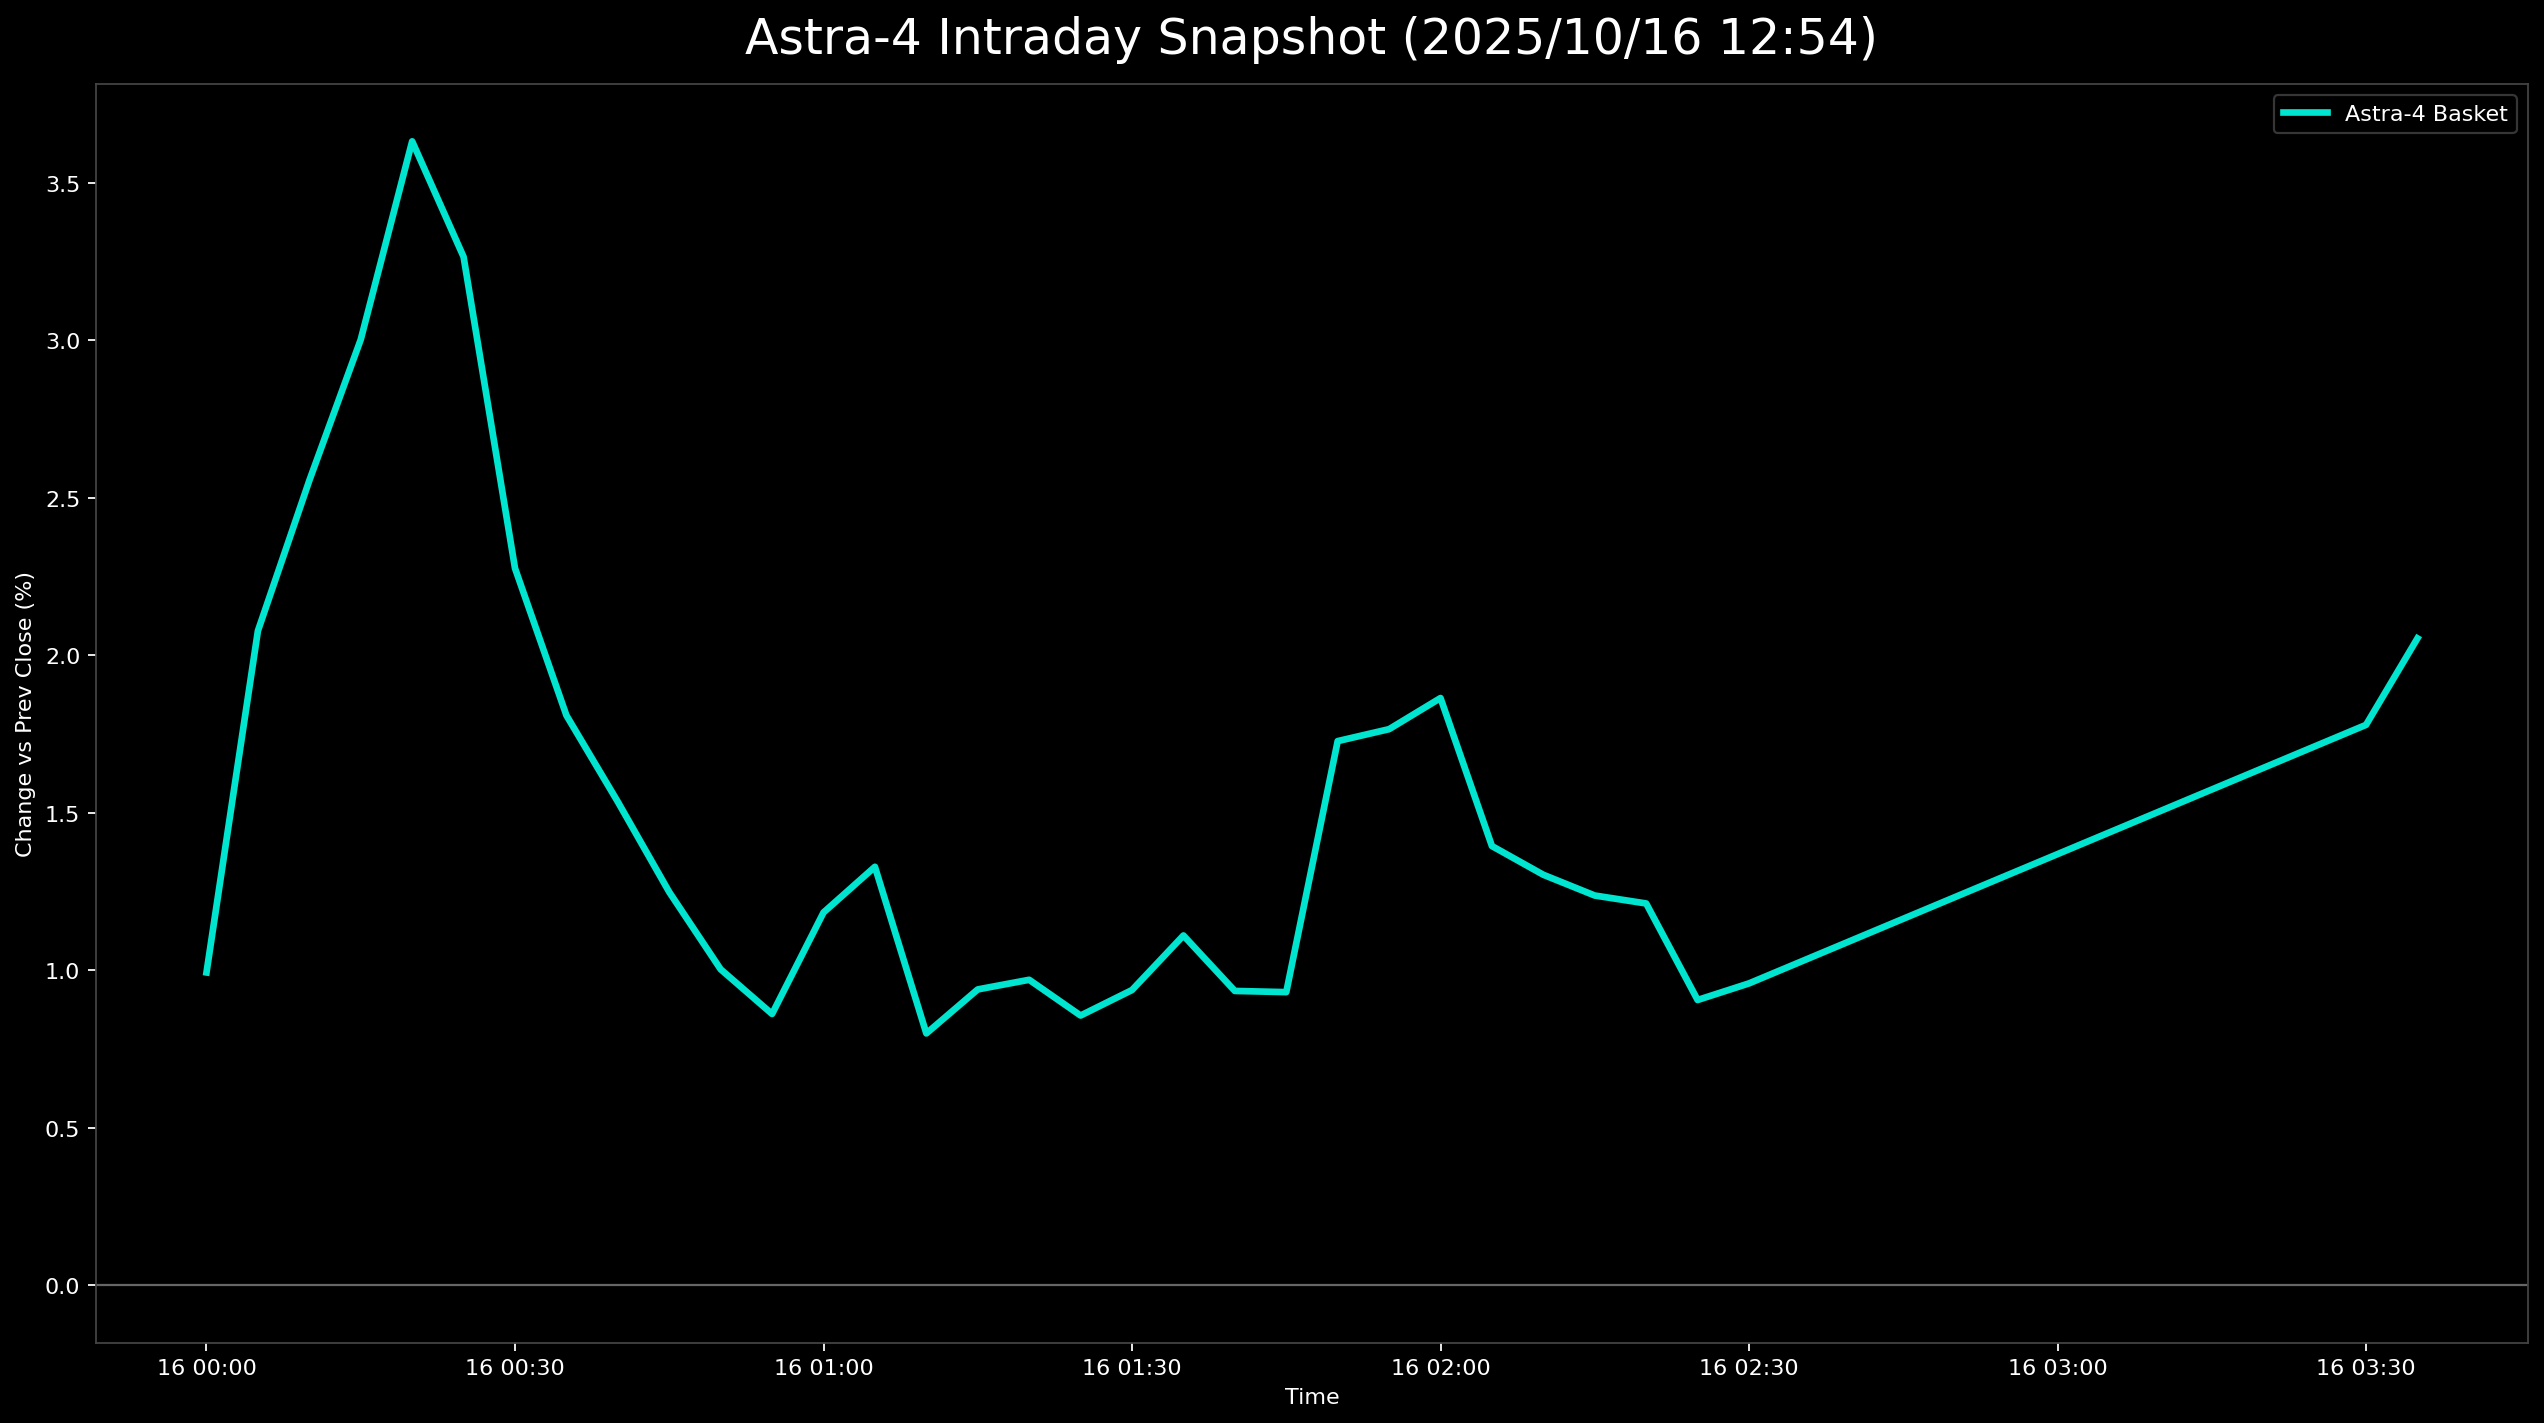 Astra-4 Intraday Snapshot (2025/10/16 12:54)
Astra-4 Basket
Change vs Prev Close (%)
3.5
3.0
2.5
2.0
1.5
1.0
0.5
0.0
16 00:00 16 00:30 16 01:00 16 01:30 16 02:00 16 02:30 16 03:00 16 03:30
Time